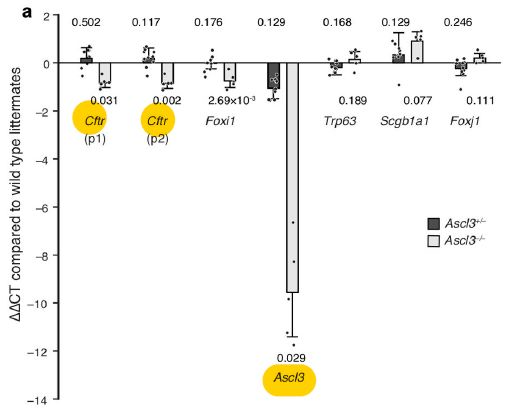 a
2
0
−2
−4
−6
−8
−10
−12
−14
ΔΔCT compared to wild type littermates
0.502 0.117 0.176 0.129 0.168 0.129 0.246
0.031 0.002 2.69×10⁻³ 0.189 0.077 0.111
Cftr Cftr Foxi1 Trp63 Scgb1a1 Foxj1
(p1) (p2)
Ascl3⁺/⁻
Ascl3⁻/⁻
0.029
Ascl3